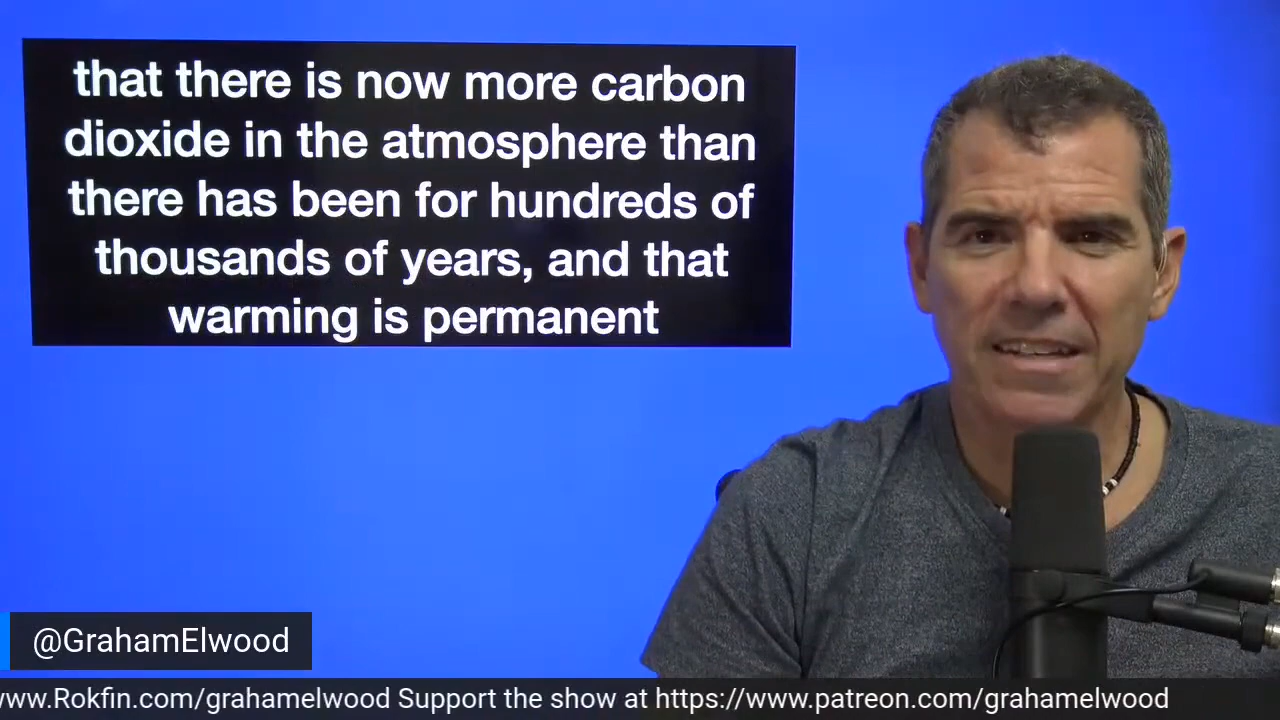 that there is now more carbon
dioxide in the atmosphere than
there has been for hundreds of
thousands of years, and that
warming is permanent
@GrahamElwood
www.Rokfin.com/grahamelwood Support the show at https://www.patreon.com/grahamelwood